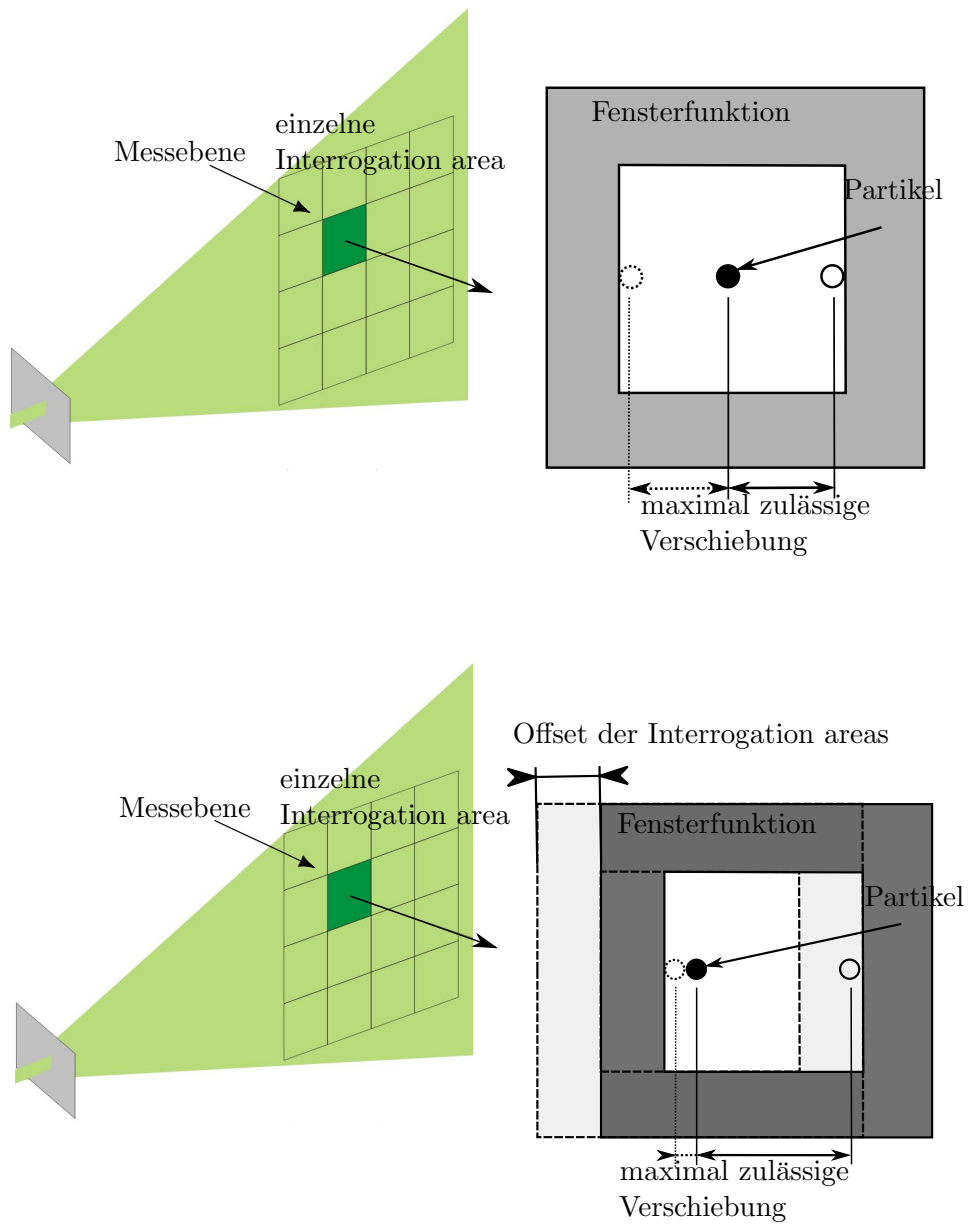 einzelne
Messebene
Interrogation area
Fensterfunktion
Partikel
maximal zulässige
Verschiebung
Offset der Interrogation areas
einzelne
Messebene
Interrogation area
Fensterfunktion
Partikel
maximal zulässige
Verschiebung